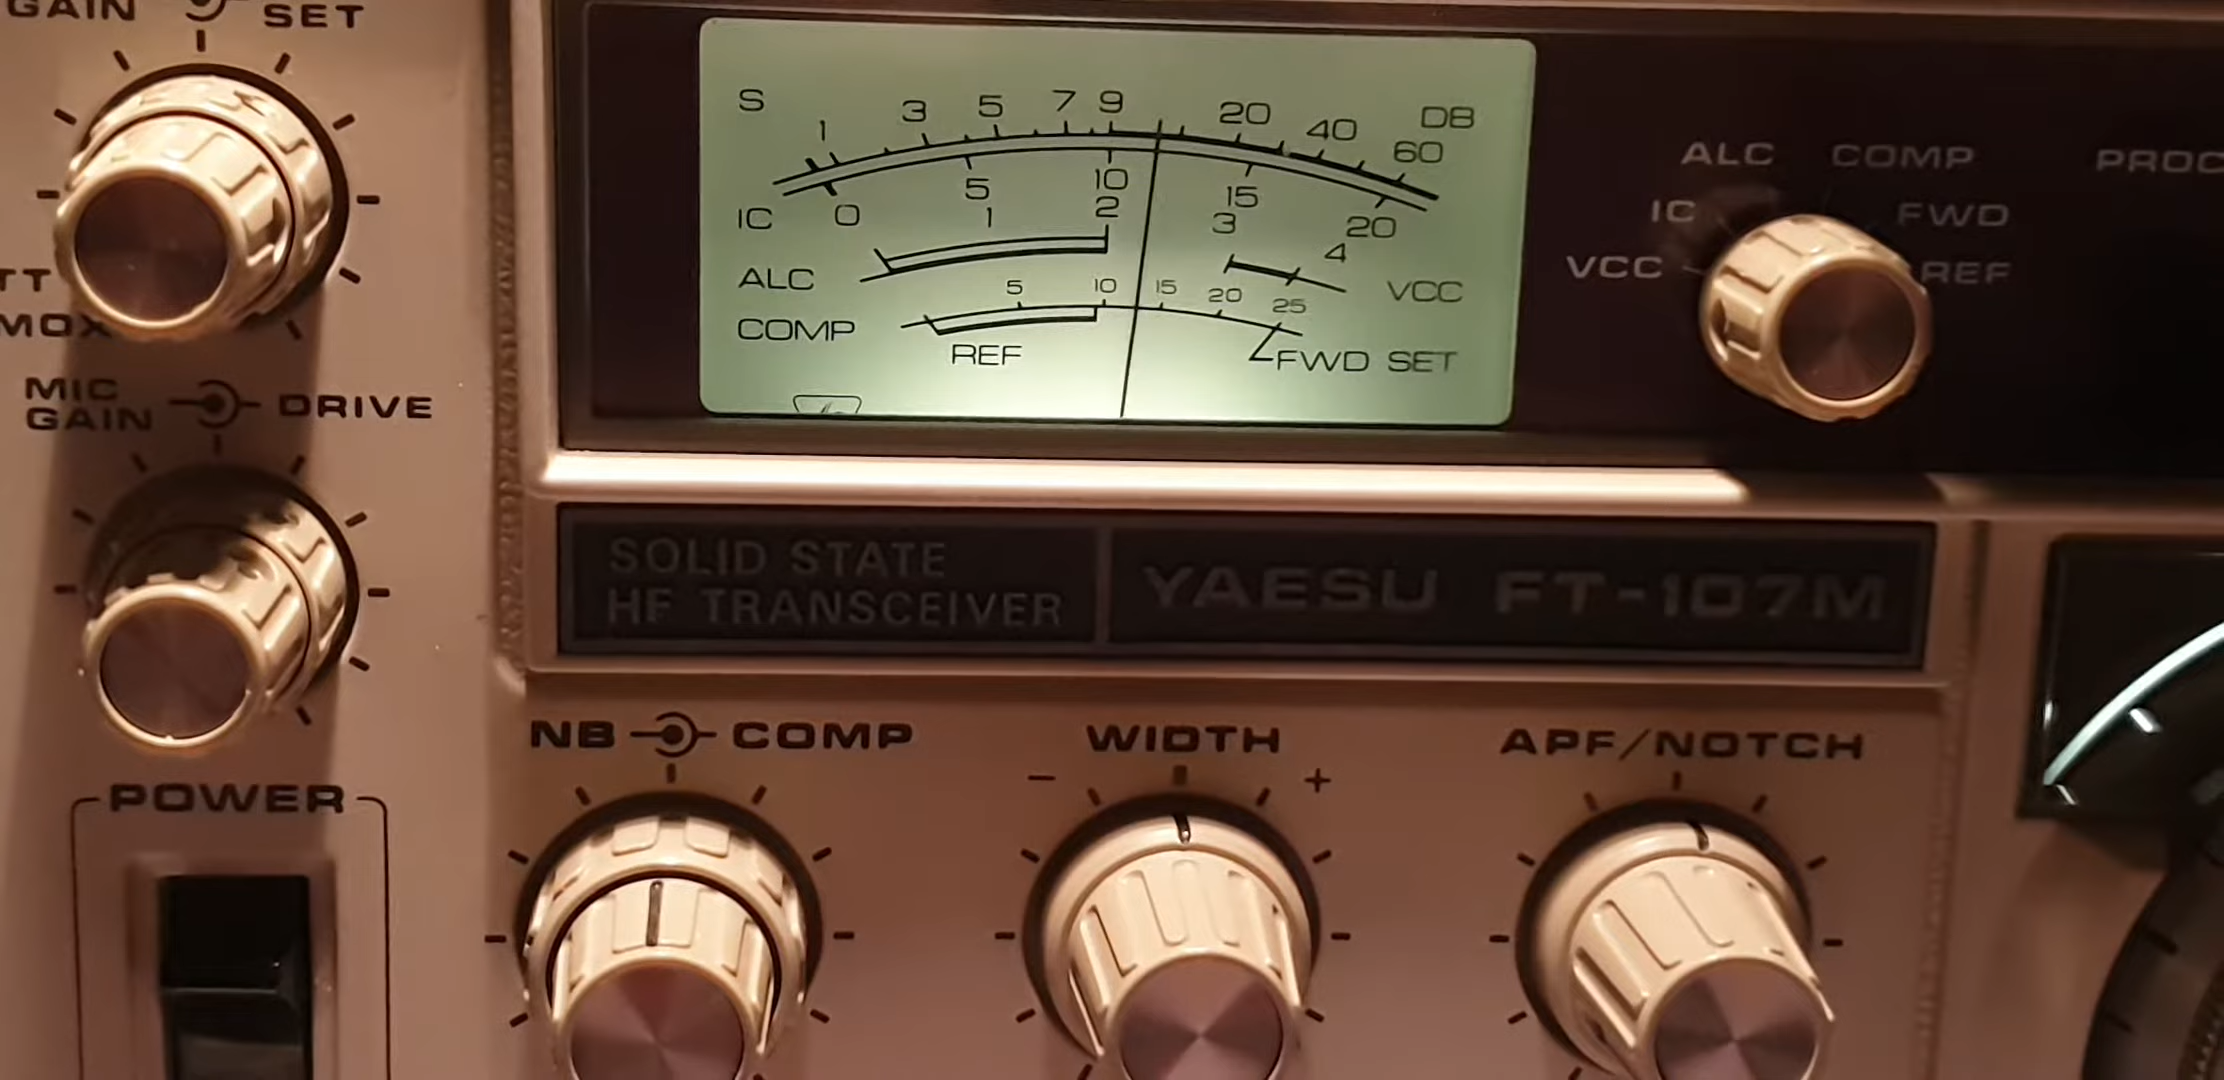 GAIN SET
MOX
MIC
GAIN DRIVE
POWER
S 1 3 5 7 9 20 40 60 DB
IC 0 5 10 15 20
1 2 3 4
ALC VCC
COMP 5 10 15 20 25
REF FWD SET
ALC COMP
IC FWD
VCC REF
SOLID STATE
HF TRANSCEIVER
YAESU FT-107M
NB COMP
WIDTH
- +
APF/NOTCH